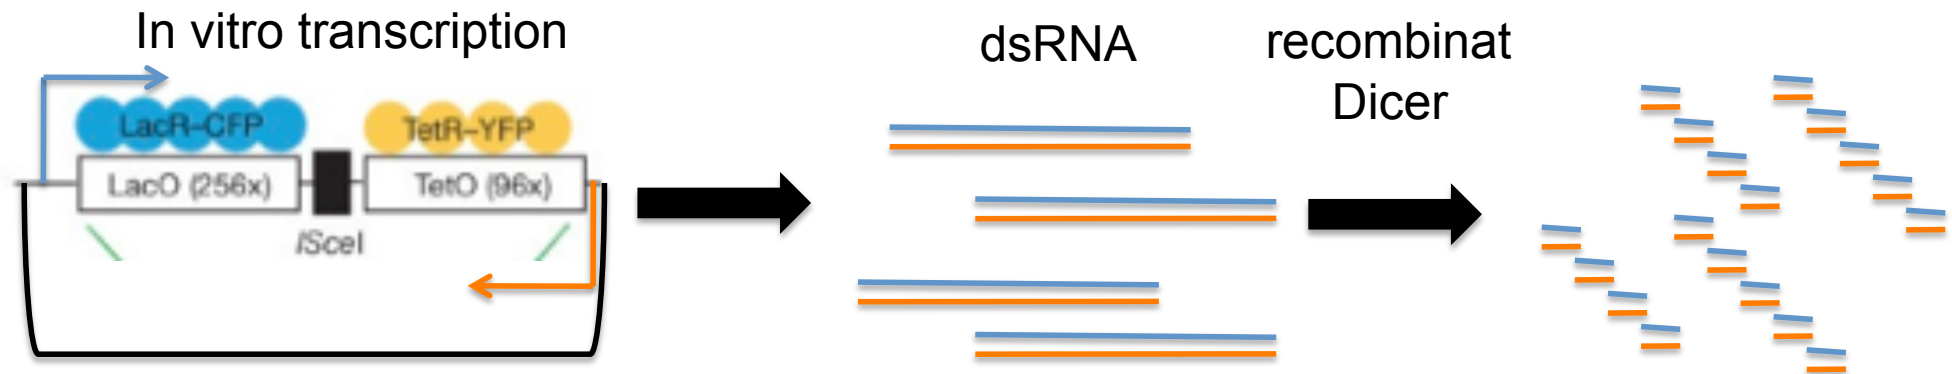 In vitro transcription
LacR–CFP
TetR–YFP
LacO (256x)
TetO (96x)
ISceI
dsRNA
recombinat
Dicer